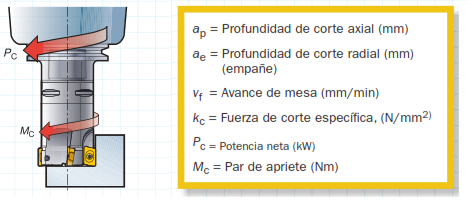 Pc
Mc
ap = Profundidad de corte axial (mm)
ae = Profundidad de corte radial (mm)
(empañe)
vf = Avance de mesa (mm/min)
kc = Fuerza de corte específica, (N/mm²)
Pc = Potencia neta (kW)
Mc = Par de apriete (Nm)